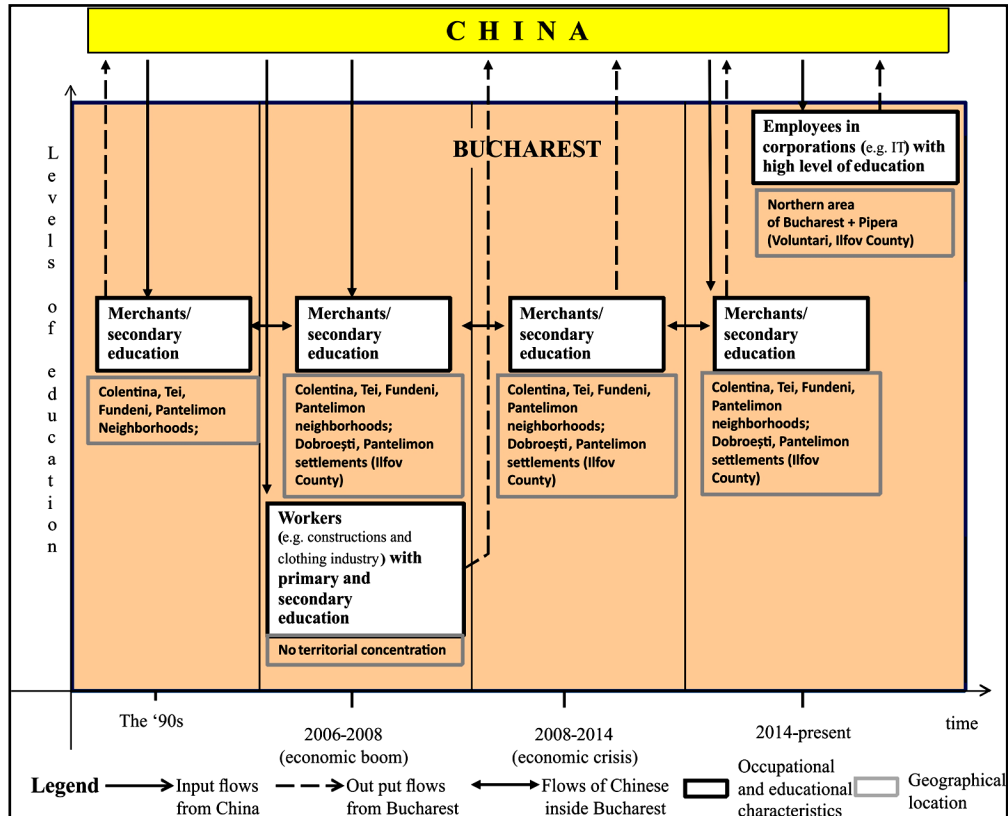 C H I N A
Levels of education
BUCHAREST
Employees in
corporations (e.g. IT) with
high level of education
Northern area
of Bucharest + Pipera
(Voluntari, Ilfov County)
Merchants/
secondary
education
Colentina, Tei,
Fundeni, Pantelimon
Neighborhoods;
Merchants/
secondary
education
Colentina, Tei, Fundeni,
Pantelimon
neighborhoods;
Dobroești, Pantelimon
settlements (Ilfov
County)
Workers
(e.g. constructions and
clothing industry) with
primary and
secondary
education
No territorial concentration
Merchants/
secondary
education
Colentina, Tei, Fundeni,
Pantelimon
neighborhoods;
Dobroești, Pantelimon
settlements (Ilfov
County)
Merchants/
secondary
education
Colentina, Tei, Fundeni,
Pantelimon
neighborhoods;
Dobroești, Pantelimon
settlements (Ilfov
County)
The ‘90s
2006-2008
(economic boom)
2008-2014
(economic crisis)
2014-present
time
Legend
Input flows
from China
Out put flows
from Bucharest
Flows of Chinese
inside Bucharest
Occupational
and educational
characteristics
Geographical
location